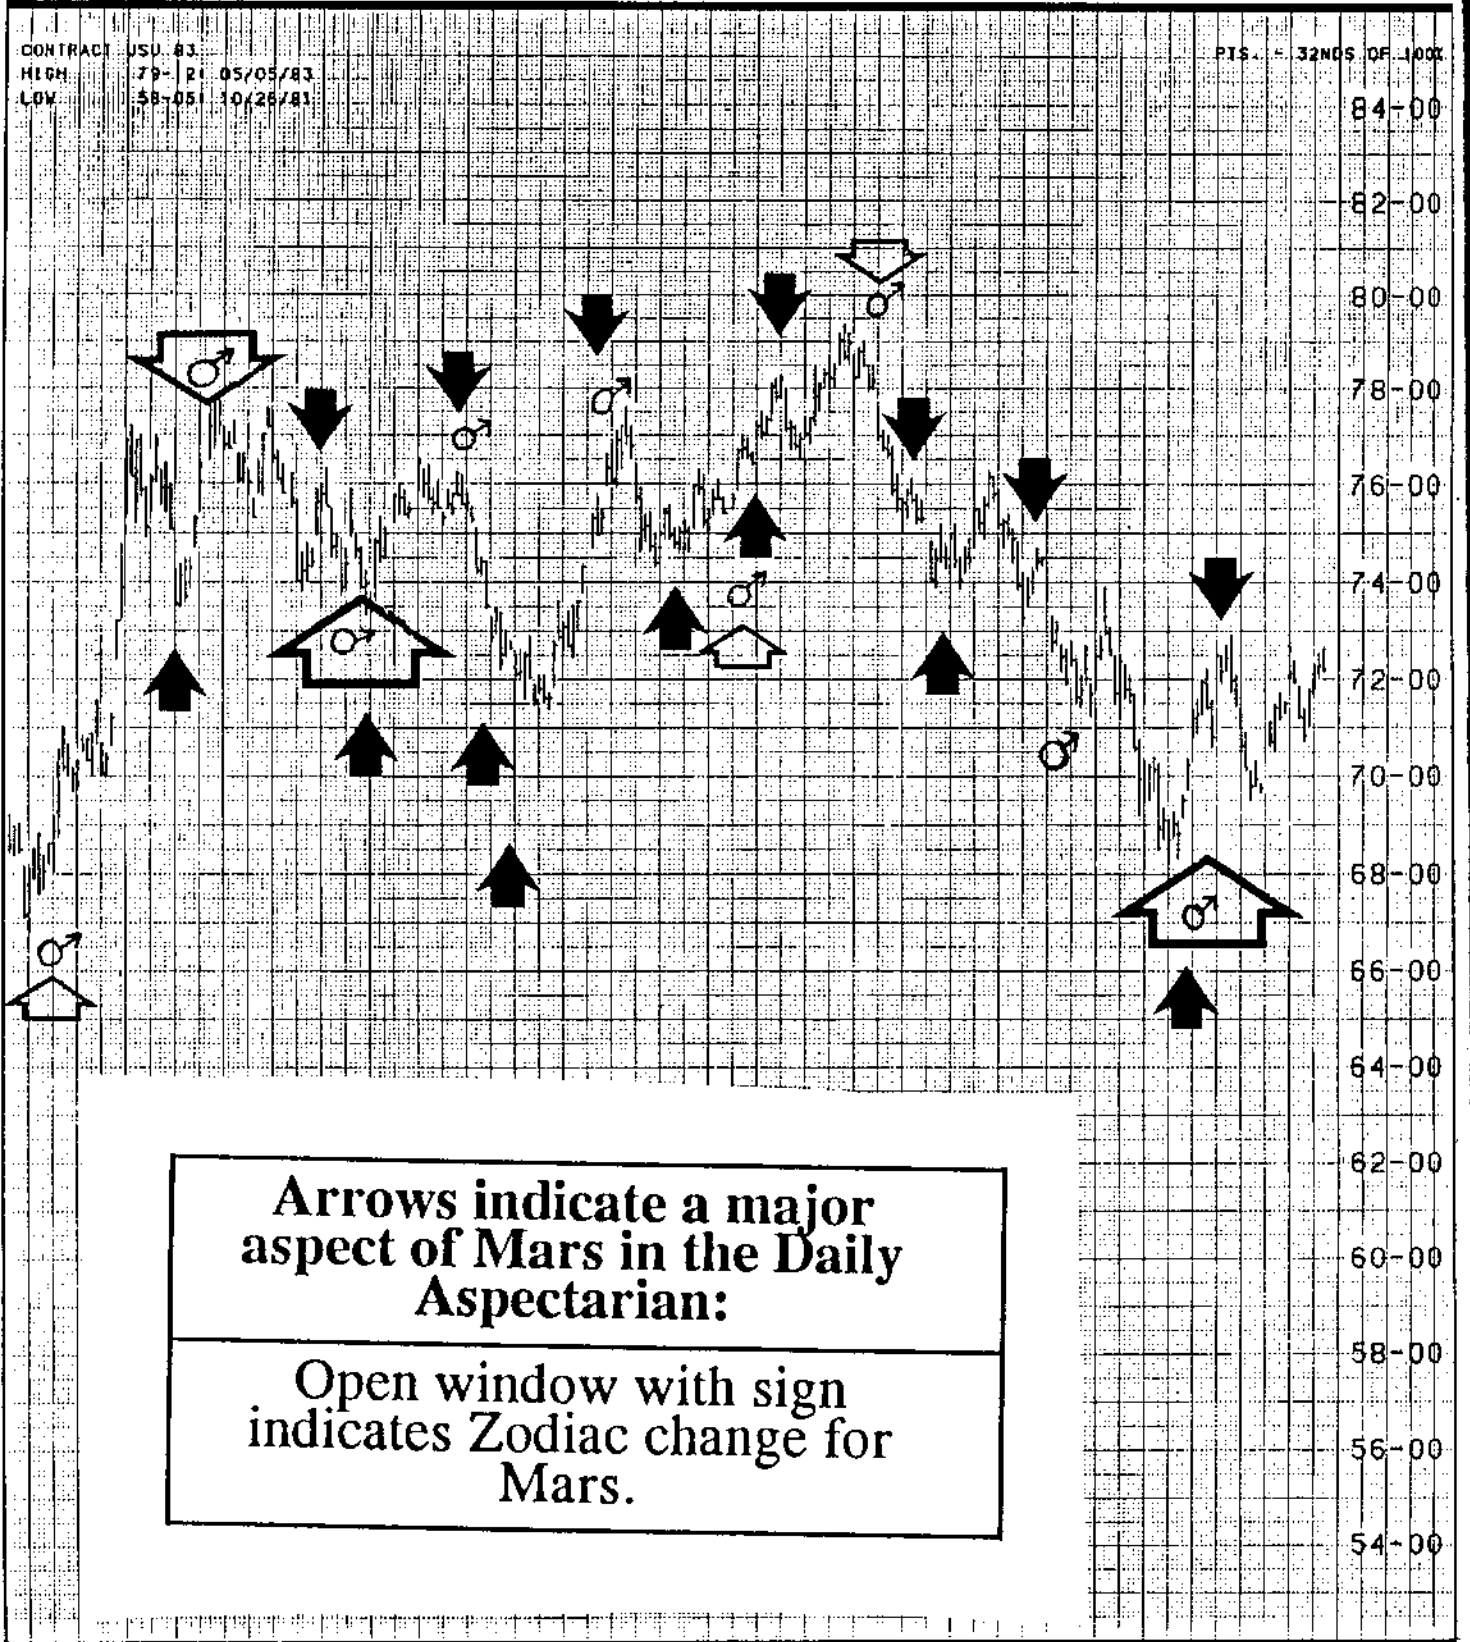 CONTRACT USU 83
PTS. - 32NDS OF 100%
HIGH 79- 2 05/05/83
LOW 58-05 10/26/81
84-00
82-00
80-00
78-00
76-00
74-00
72-00
70-00
68-00
66-00
64-00
62-00
60-00
58-00
56-00
54-00
Arrows indicate a major
aspect of Mars in the Daily
Aspectarian:
Open window with sign
indicates Zodiac change for
Mars.